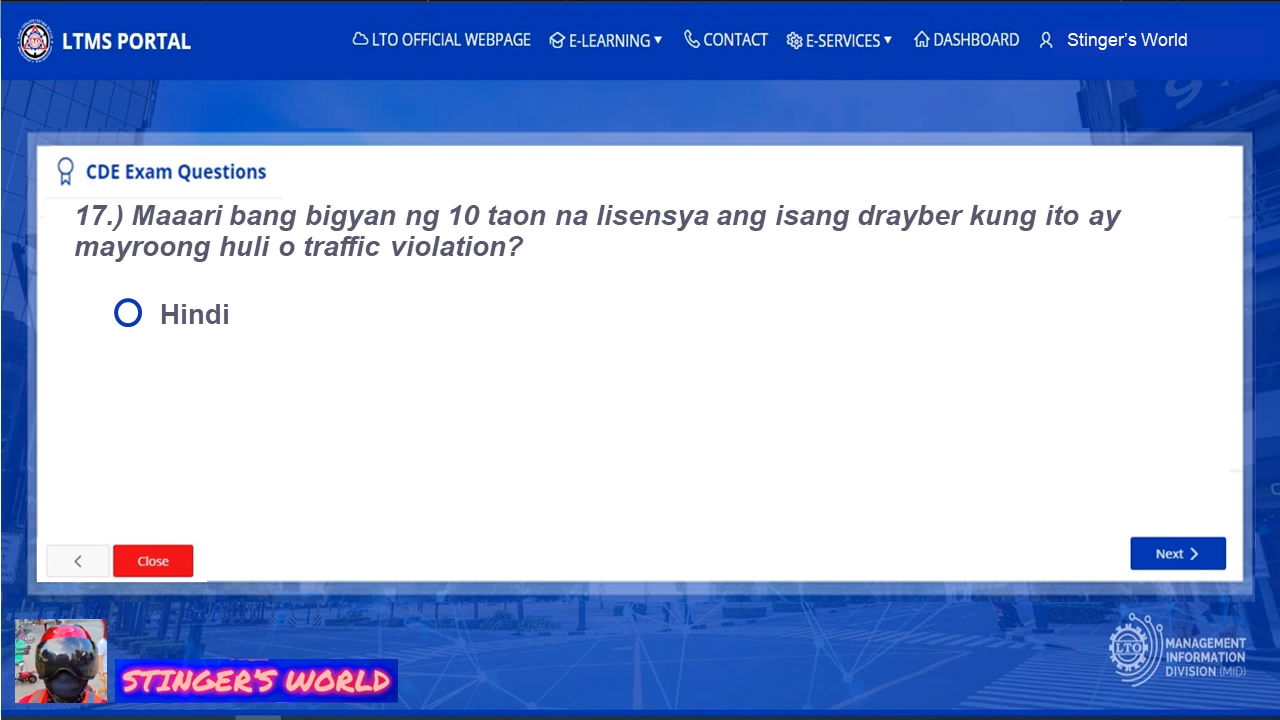 LTMS PORTAL
LTO OFFICIAL WEBPAGE
E-LEARNING
CONTACT
E-SERVICES
DASHBOARD
Stinger's World
CDE Exam Questions
17.) Maaari bang bigyan ng 10 taon na lisensya ang isang drayber kung ito ay
mayroong huli o traffic violation?
Hindi
Close
Next
STINGER'S WORLD
LTO
MANAGEMENT
INFORMATION
DIVISION (MID)